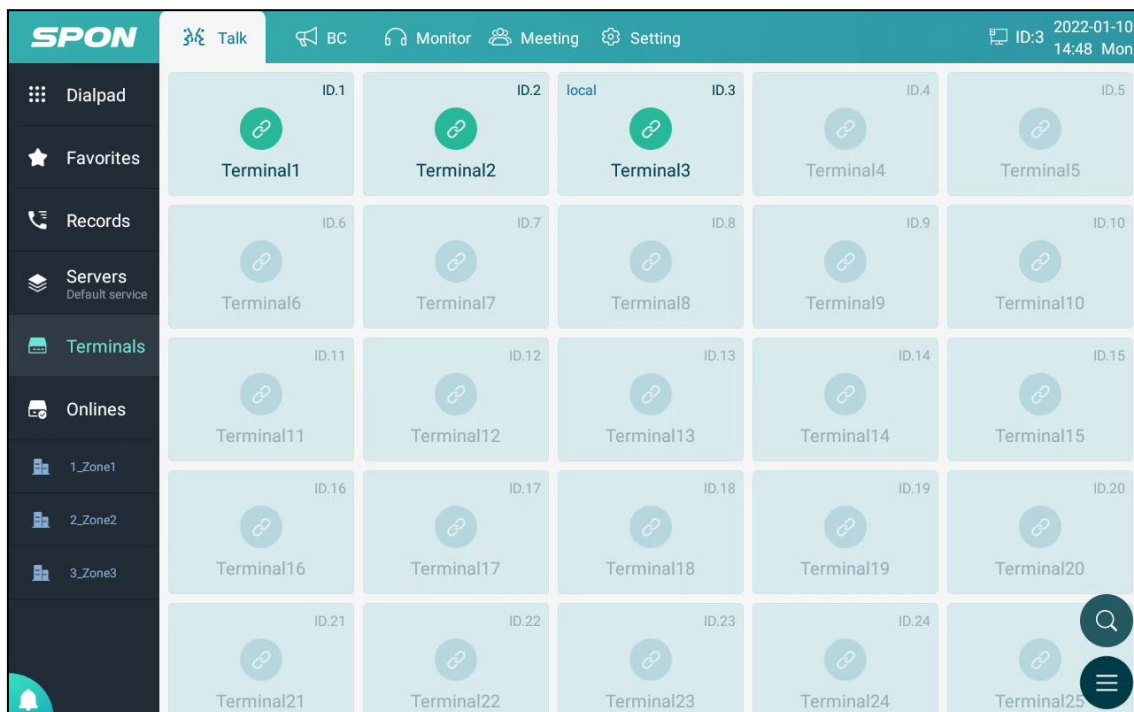 SPON
Talk
BC
Monitor
Meeting
Setting
ID:3
2022-01-10
14:48 Mon
Dialpad
Favorites
Records
Servers
Default service
Terminals
Onlines
1_Zone1
2_Zone2
3_Zone3
ID.1
Terminal1
ID.2
Terminal2
local
ID.3
Terminal3
ID.4
Terminal4
ID.5
Terminal5
ID.6
Terminal6
ID.7
Terminal7
ID.8
Terminal8
ID.9
Terminal9
ID.10
Terminal10
ID.11
Terminal11
ID.12
Terminal12
ID.13
Terminal13
ID.14
Terminal14
ID.15
Terminal15
ID.16
Terminal16
ID.17
Terminal17
ID.18
Terminal18
ID.19
Terminal19
ID.20
Terminal20
ID.21
Terminal21
ID.22
Terminal22
ID.23
Terminal23
ID.24
Terminal24
Terminal25